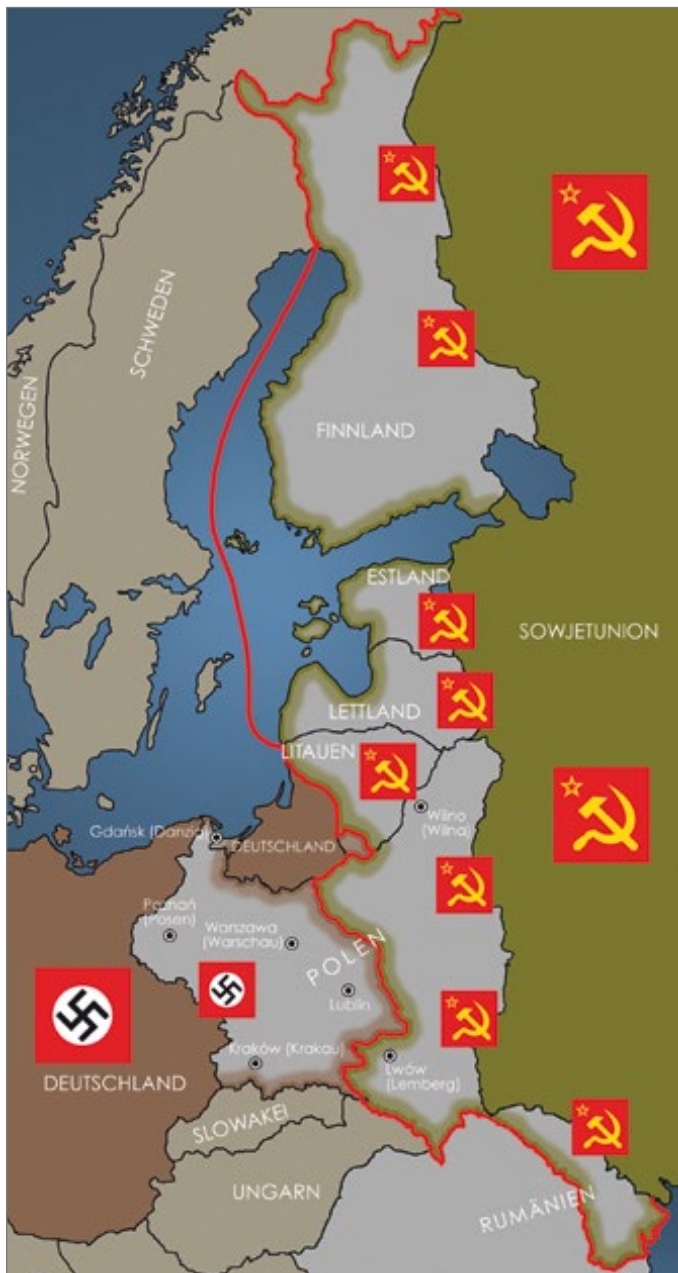 SCHWEDEN
NORWEGEN
FINNLAND
ESTLAND
SOWJETUNION
LETTLAND
LITAUEN
Wilno
(Wilna)
Gdańsk (Danzig)
DEUTSCHLAND
Poznań
(Posen)
Warszawa
(Warschau)
POLEN
Lublin
Kraków (Krakau)
Lwów
(Lemberg)
DEUTSCHLAND
SLOWAKEI
UNGARN
RUMÄNIEN